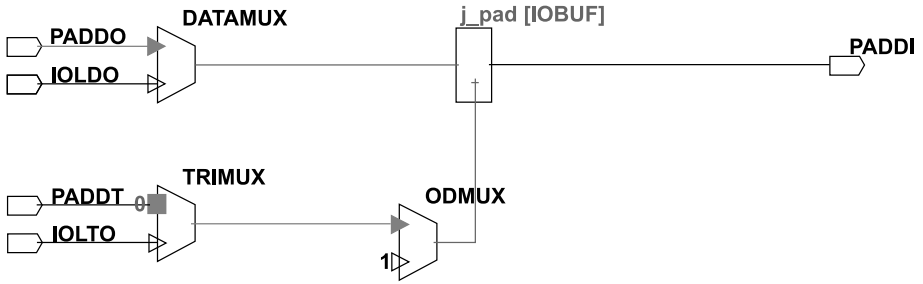 DATAMUX
j_pad [IOBUF]
PADDO
PADDI
IOLDO
TRIMUX
PADDT
0
ODMUX
IOLTO
1